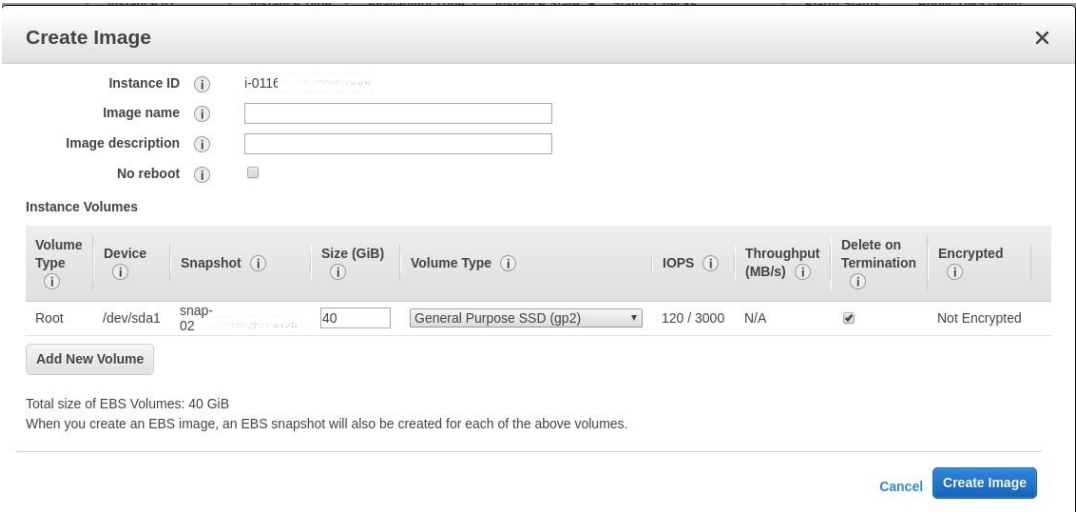 Create Image
Instance ID
i-0116
Image name
Image description
No reboot
Instance Volumes
Volume Type Device Snapshot Size (GiB) Volume Type IOPS Throughput (MB/s) Delete on Termination Encrypted
Root /dev/sda1 snap-02 40 General Purpose SSD (gp2) 120 / 3000 N/A Not Encrypted
Add New Volume
Total size of EBS Volumes: 40 GiB
When you create an EBS image, an EBS snapshot will also be created for each of the above volumes.
Cancel Create Image